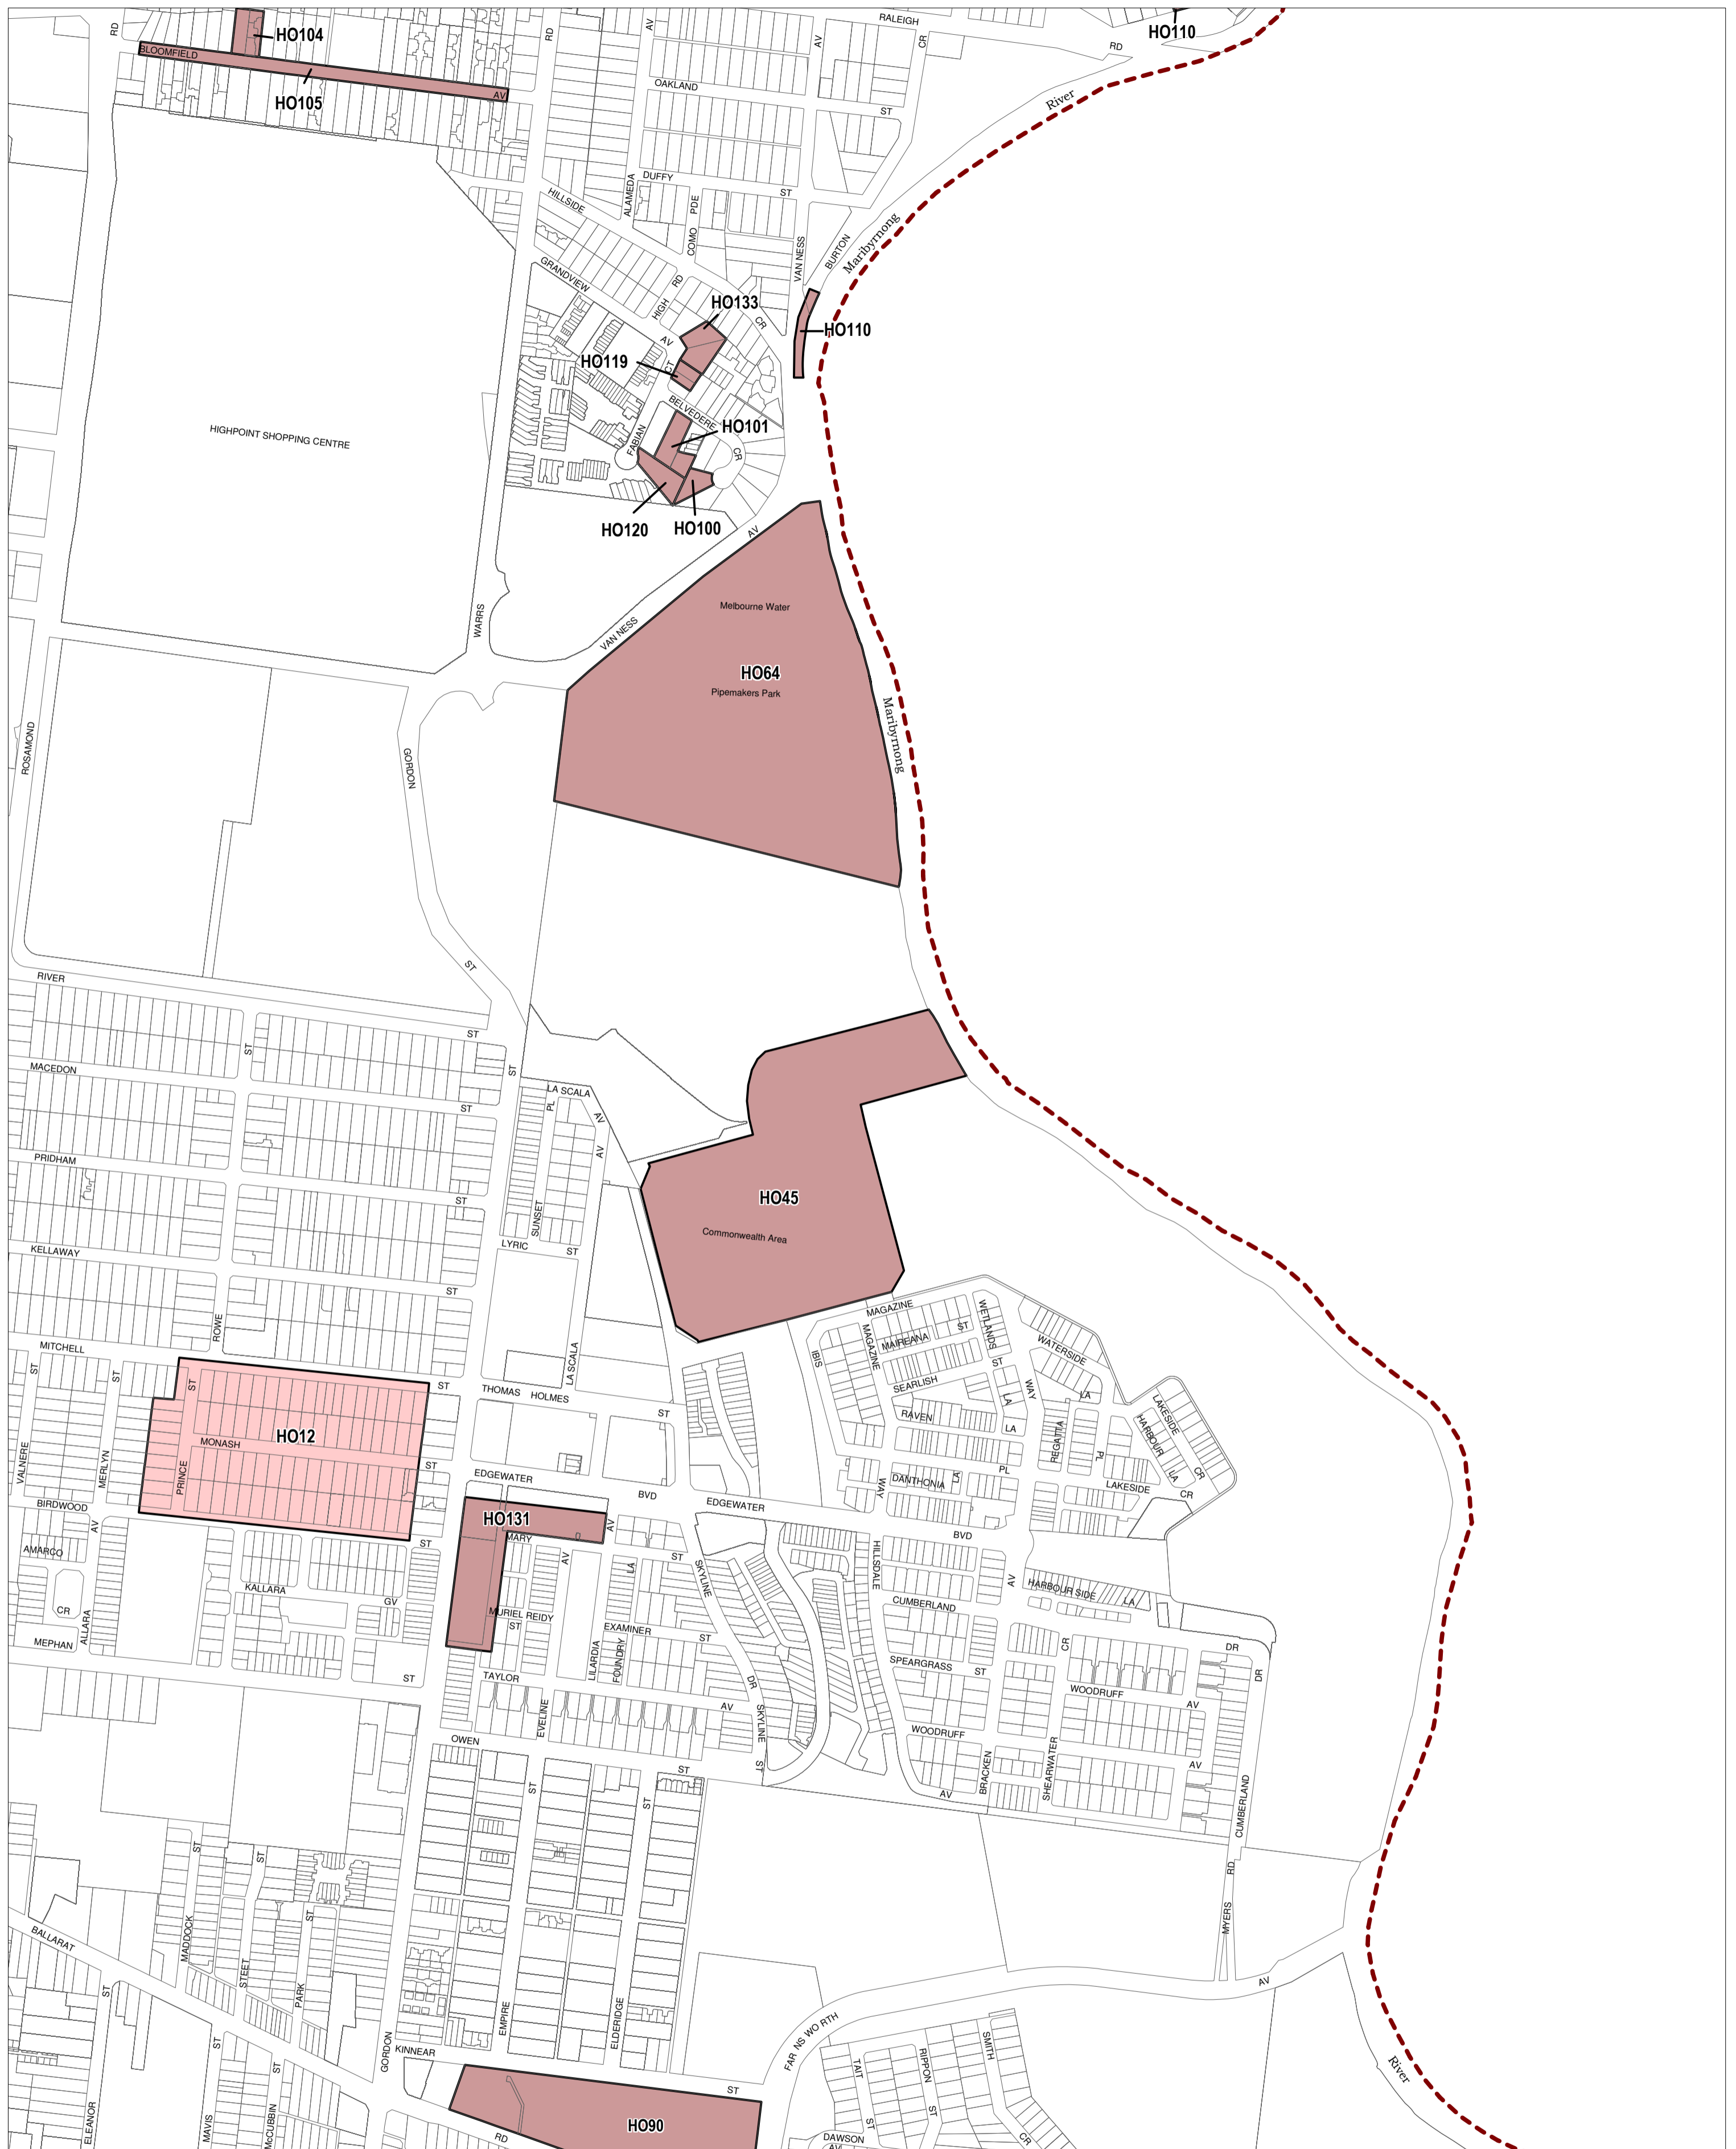 RALEIGH
HO110
RD
AV
AV
CR
RD
RD
HO104
BLOOMFIELD
HO105
AV
OAKLAND
ST
River
DUFFY
ST
ALAMEDA
HILLSIDE
COMO PDE
VAN NESS
BURTON
Maribyrnong
GRANDVIEW
HIGH RD
HO133
CR
HO110
AV
HO119
CT
BELVEDERE
HO101
HIGHPOINT SHOPPING CENTRE
FABIAN
CR
HO120
HO100
AV
WARRS
VAN NESS
Melbourne Water
HO64
Pipemakers Park
Maribyrnong
ROSAMOND
GORDON
ST
RIVER
ST
ST
MACEDON
ST
ST
LA SCALA
PL
AV
AV
PRIDHAM
ST
SUNSET
HO45
Commonwealth Area
KELLAWAY
LYRIC
ST
ST
ROWE
MITCHELL
ST
ST
ST
ST
LA SCALA
THOMAS HOLMES
ST
MAGAZINE
WETLANDS
ST
MAIREANA
MAGAZINE
IBIS
WATERSIDE
ST
SEARLISH
LA
WAY
LA
RAVEN
LA
LAKESIDE
HARBOUR
REGATTA
PL
HO12
MONASH
PRINCE
VALNERE
MERLYN
ST
EDGEWATER
BVD
EDGEWATER
BVD
WAY
DANTHONIA
LA
PL
LA
CR
LAKESIDE
CR
BIRDWOOD
AV
ST
HO131
MARY
AV
AV
ST
SKYLINE
HILLSDALE
AV
AMARCO
CR
KALLARA
GV
MURIEL REIDY
ST
LA
HARBOUR SIDE
LA
CUMBERLAND
MEPHAN
ALLARA
ST
EXAMINER
ST
LILARDIA
FOUNDRY
CR
DR
SPEARGRASS
ST
DR
TAYLOR
AV
DR
SKYLINE
ST
WOODRUFF
AV
EVELINE
OWEN
ST
ST
ST
WOODRUFF
AV
AV
BRACKEN
SHEARWATER
CUMBERLAND
ST
ST
ST
RD
MYERS
BALLARAT
MADDOCK
STEET
PARK
ST
AV
EMPIRE
ELDERIDGE
FAR NS WO RTH
ST
ST
GORDON
KINNEAR
ST
TAIT
ST
RIPPON
ST
SMITH
CR
River
ELEANOR
MAVIS
McCUBBIN
RD
HO90
DAWSON
AV